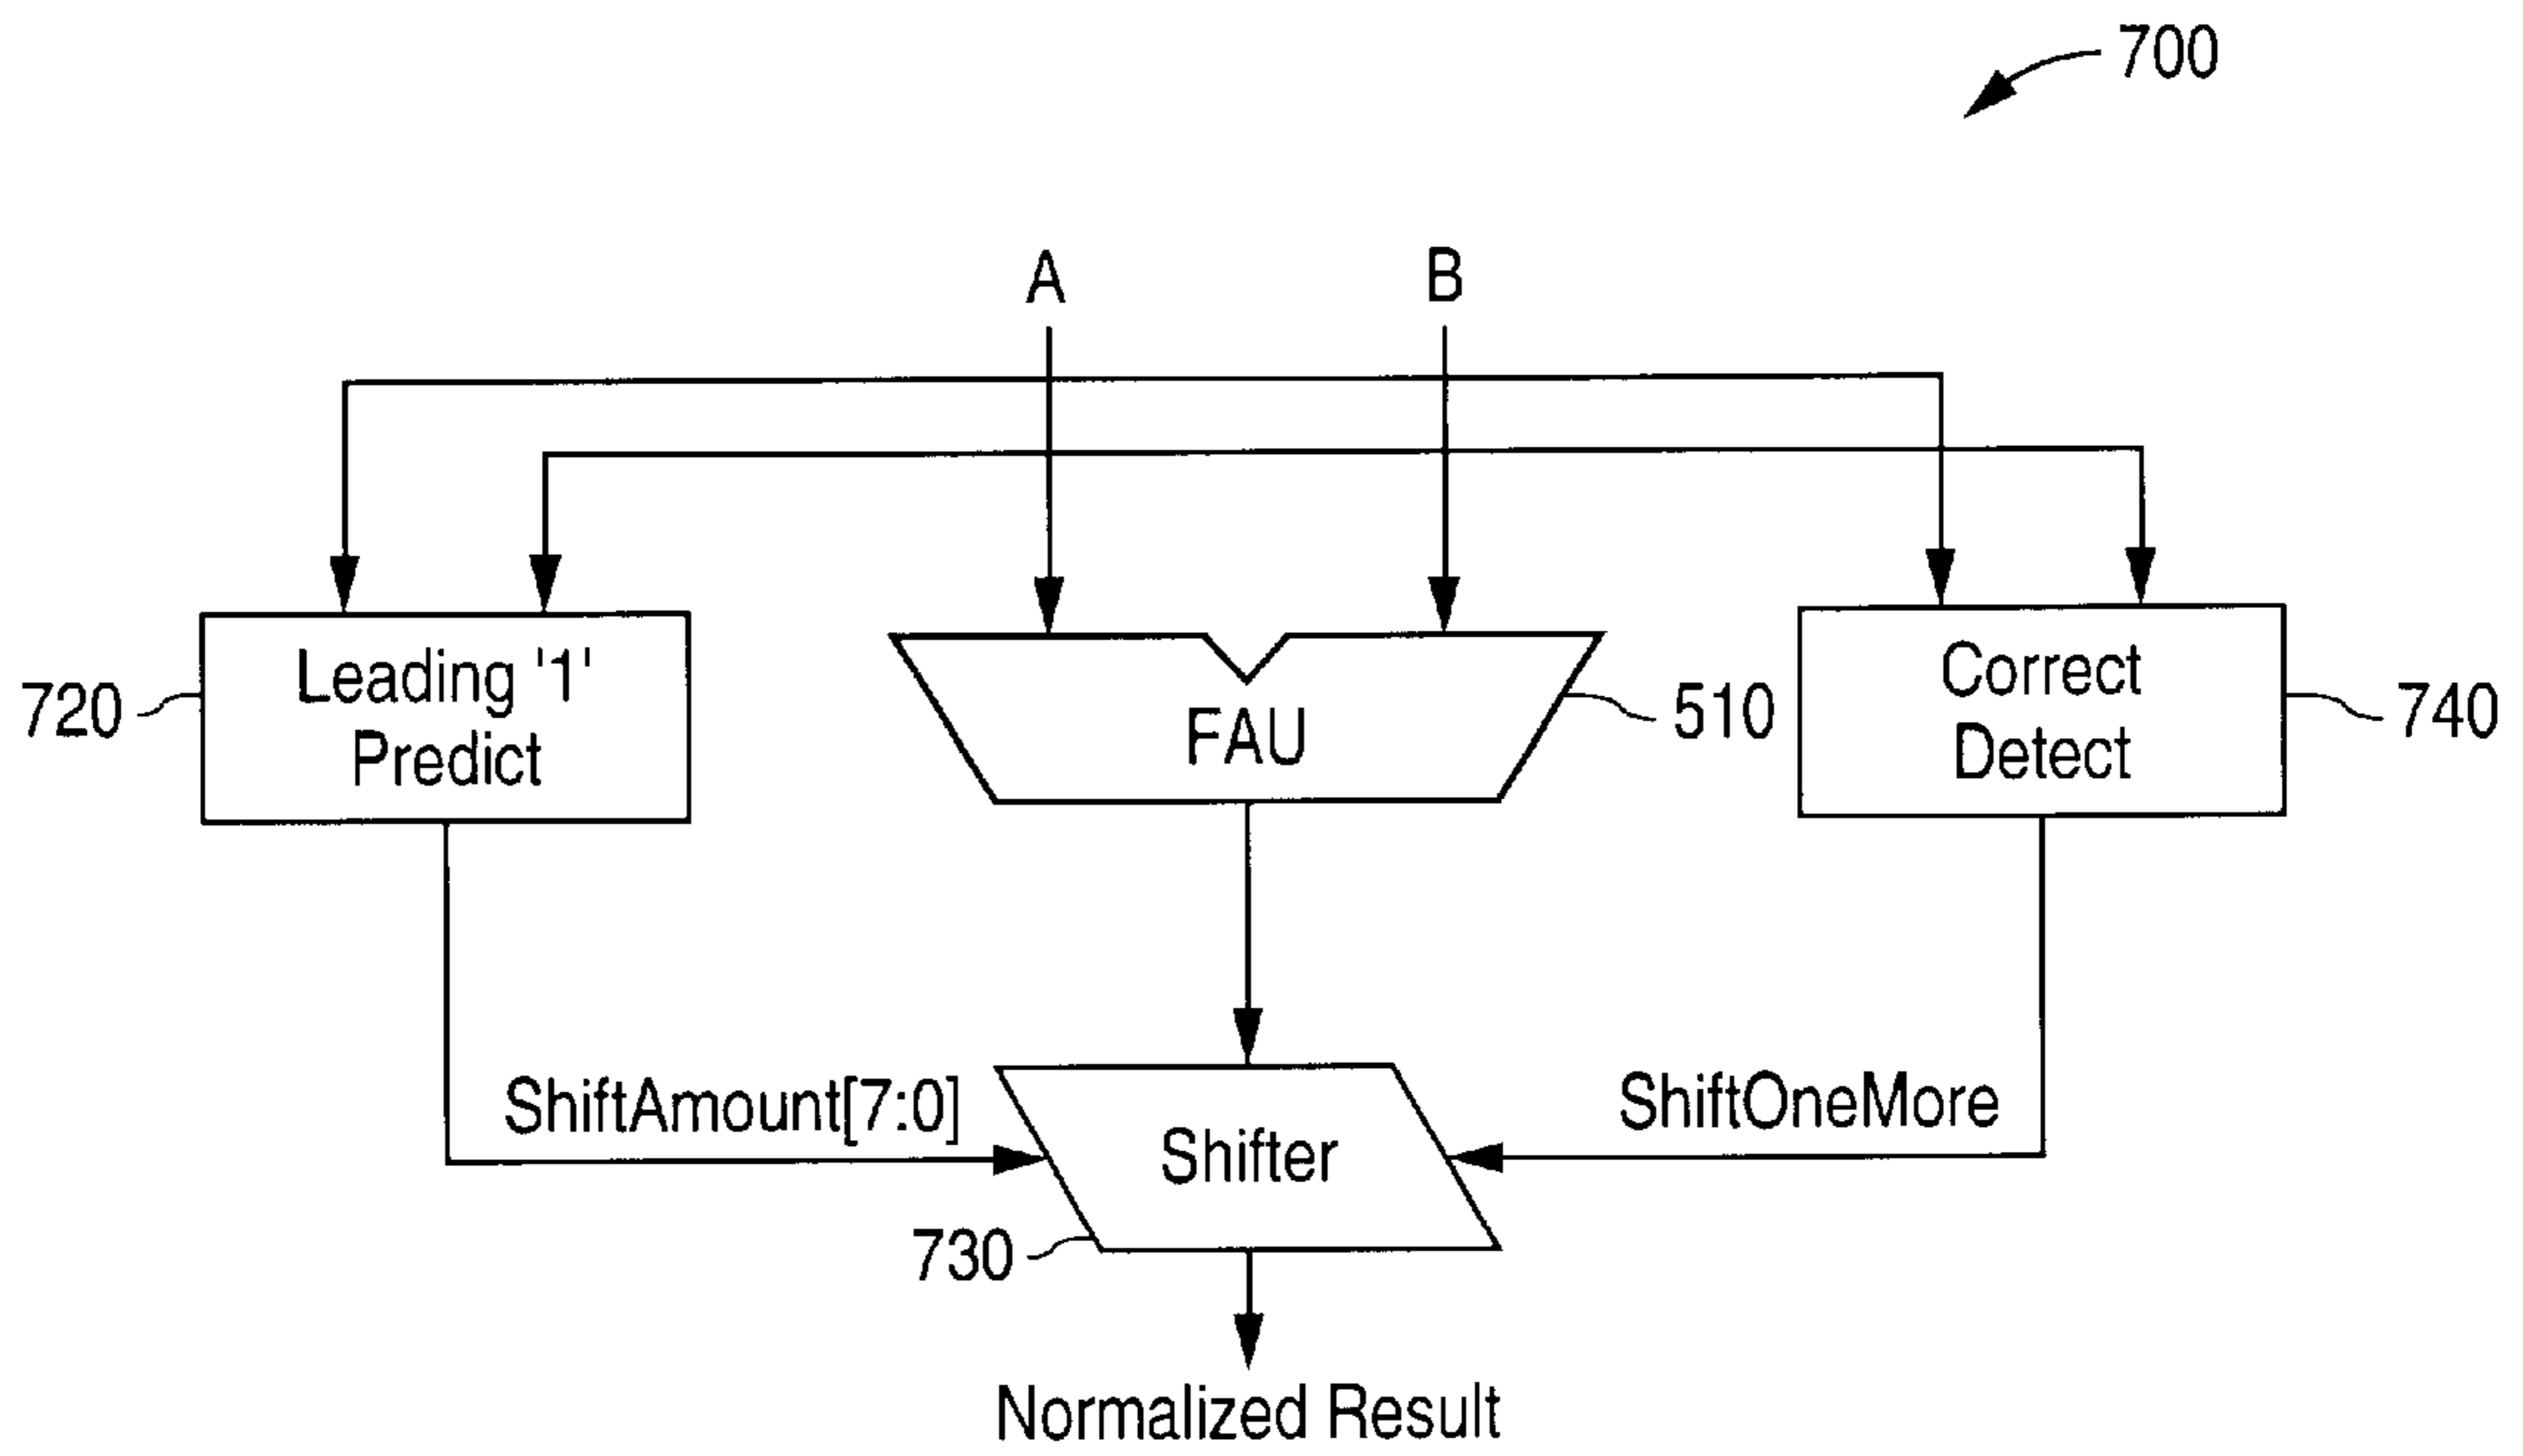 700
A
B
Leading '1'
Predict
720
FAU
510
Correct
Detect
740
ShiftAmount[7:0]
Shifter
ShiftOneMore
730
Normalized Result